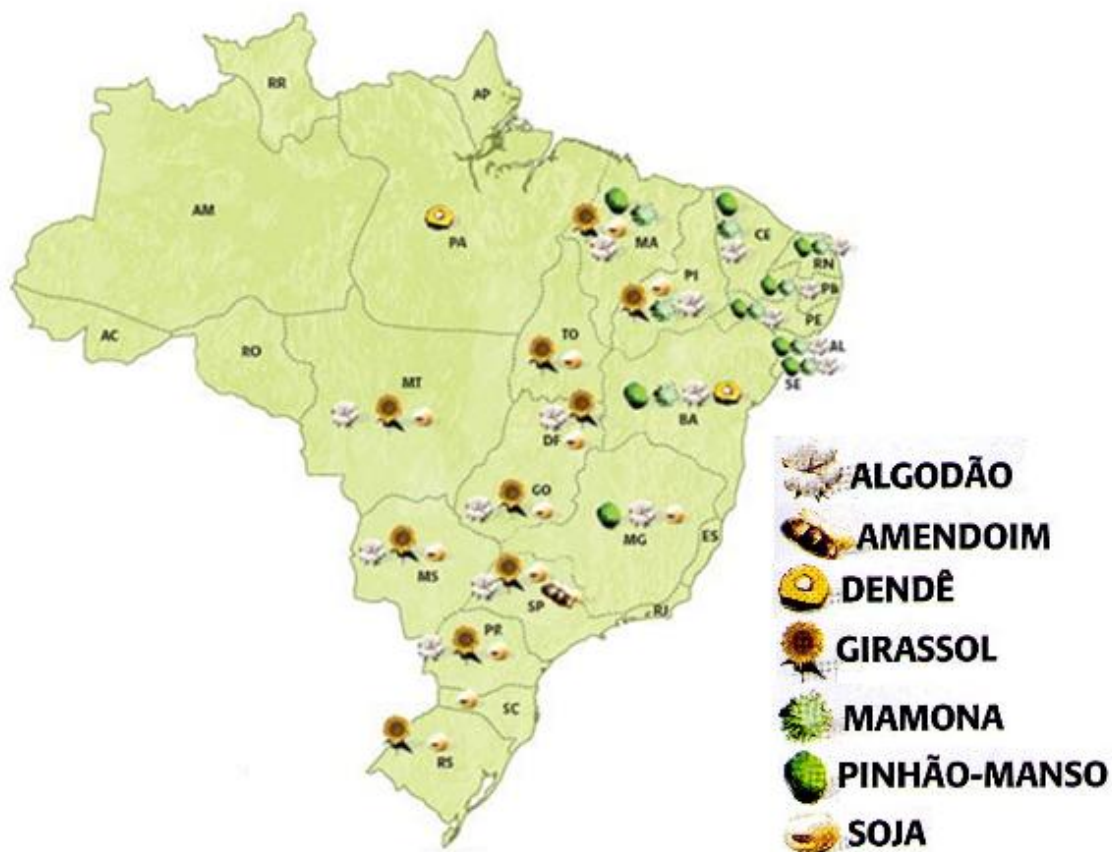 RR
AP
AM
PA
MA
CE
RN
PI
PB
PE
AC
TO
AL
RO
SE
MT
BA
DF
GO
MG
ES
MS
SP
RJ
PR
SC
RS
ALGODÃO
AMENDOIM
DENDÊ
GIRASSOL
MAMONA
PINHÃO-MANSO
SOJA